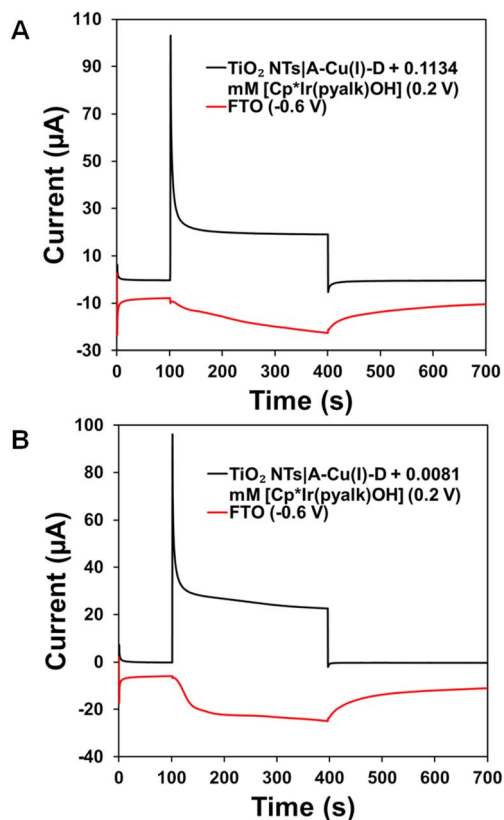 A
110
90
70
50
30
10
-10
-30
Current (µA)
TiO2 NTs|A-Cu(I)-D + 0.1134
mM [Cp*Ir(pyalk)OH] (0.2 V)
FTO (-0.6 V)
0 100 200 300 400 500 600 700
Time (s)
B
100
80
60
40
20
0
-20
-40
Current (µA)
TiO2 NTs|A-Cu(I)-D + 0.0081
mM [Cp*Ir(pyalk)OH] (0.2 V)
FTO (-0.6 V)
0 100 200 300 400 500 600 700
Time (s)